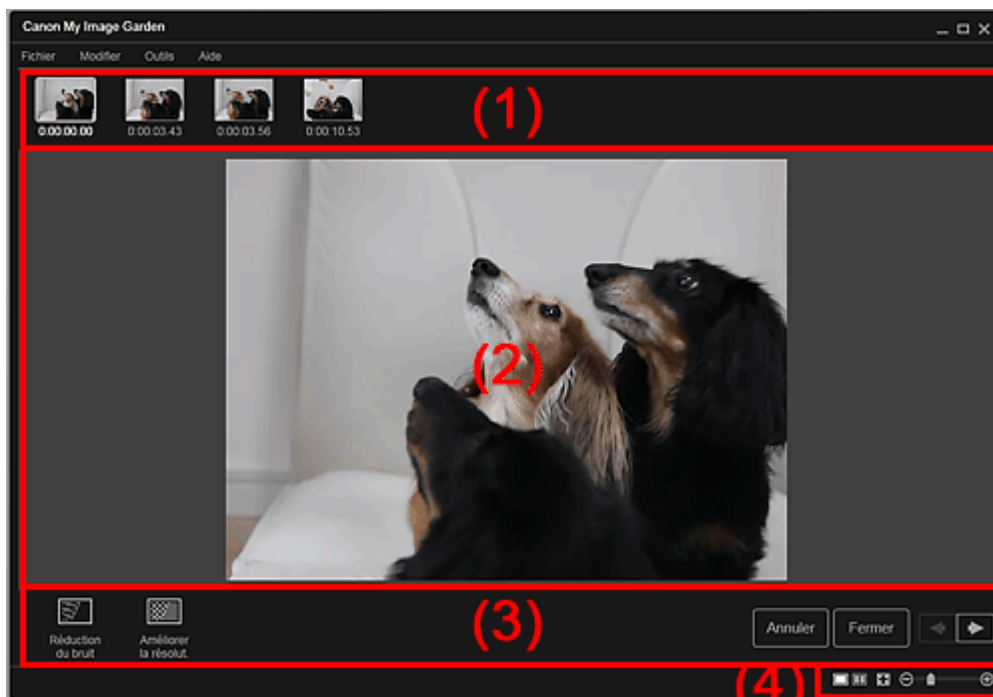 Canon My Image Garden
Fichier Modifier Outils Aide
(1)
0:00:00.00 0:00:03.43 0:00:03.56 0:00:10.53
(2)
(3)
Réduction du bruit
Améliorer la résolut.
Annuler Fermer
(4)